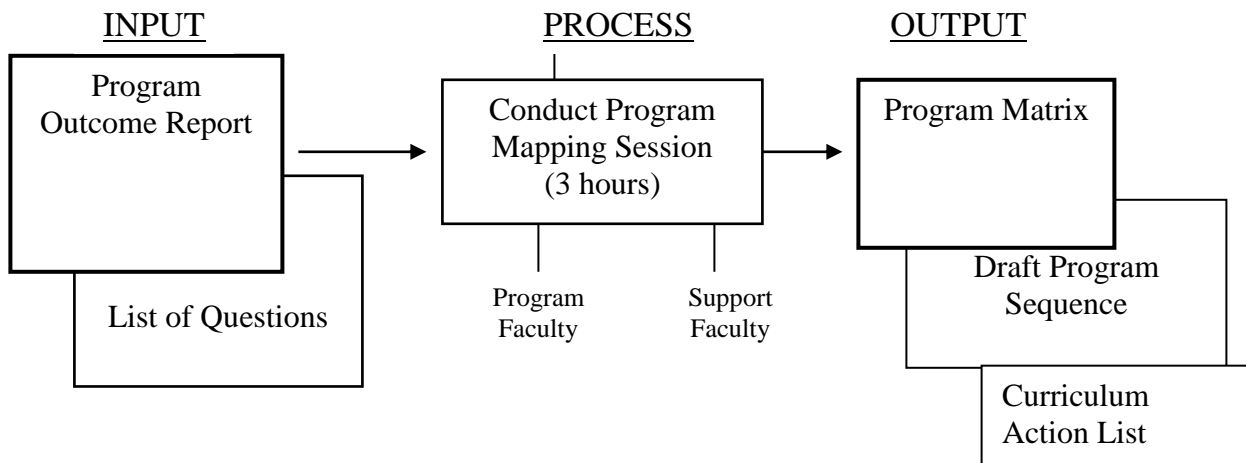 INPUT
PROCESS
OUTPUT
Program
Outcome Report
List of Questions
Conduct Program
Mapping Session
(3 hours)
Program
Faculty
Support
Faculty
Program Matrix
Draft Program
Sequence
Curriculum
Action List